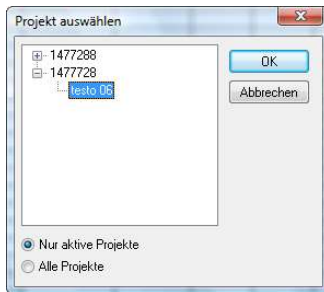 Projekt auswählen
1477288
1477728
testo 06
OK
Abbrechen
Nur aktive Projekte
Alle Projekte